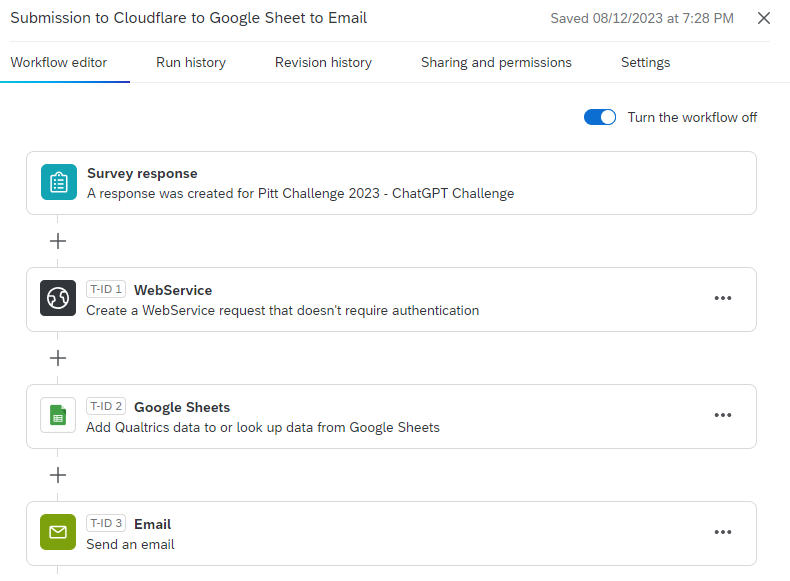 Submission to Cloudflare to Google Sheet to Email
Saved 08/12/2023 at 7:28 PM
Workflow editor
Run history
Revision history
Sharing and permissions
Settings
Turn the workflow off
Survey response
A response was created for Pitt Challenge 2023 - ChatGPT Challenge
T-ID 1 WebService
Create a WebService request that doesn't require authentication
T-ID 2 Google Sheets
Add Qualtrics data to or look up data from Google Sheets
T-ID 3 Email
Send an email